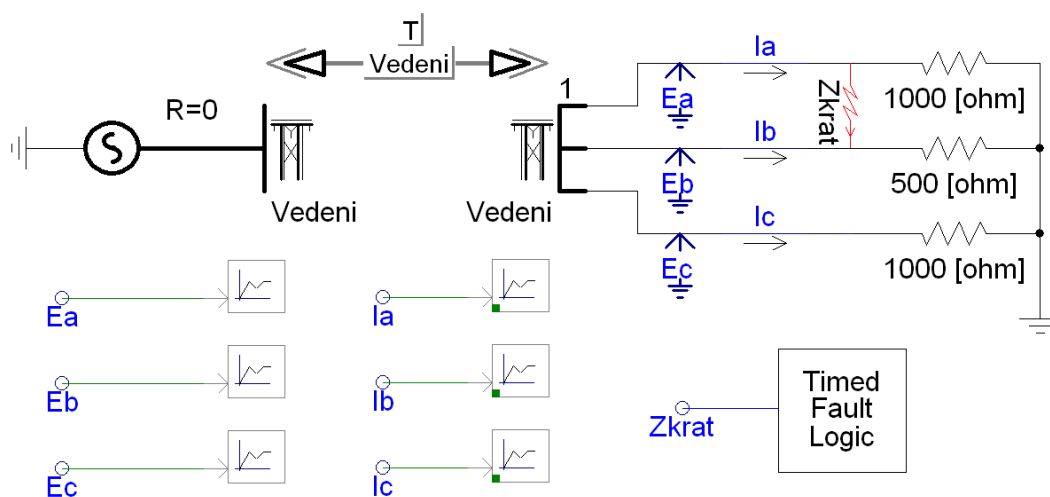 T
Vedeni
R=0
Vedeni
1
Vedeni
Ia
Ea
Zkrat
1000 [ohm]
Ib
Eb
500 [ohm]
Ic
Ec
1000 [ohm]
Ea
Ia
Eb
Ib
Ec
Ic
Zkrat
Timed
Fault
Logic